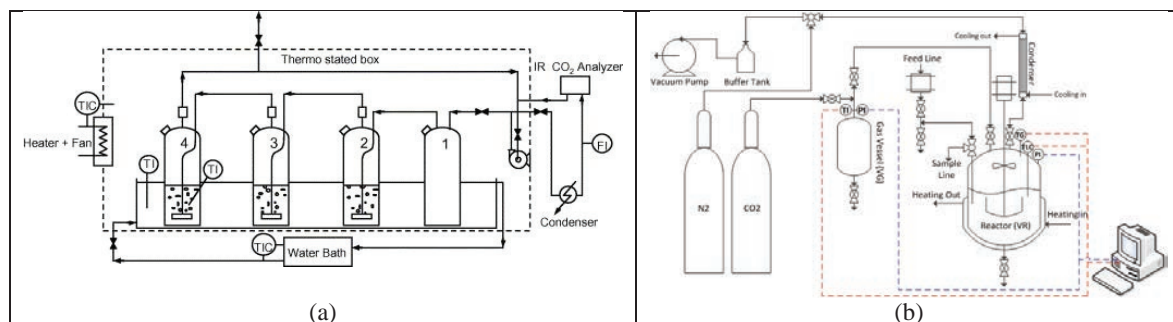 Thermo stated box
IR CO₂ Analyzer
TIC
Heater + Fan
4
3
2
1
FI
TI
TI
Condenser
TIC
Water Bath
(a)
Cooling out
Condenser
Feed Line
Vacuum Pump
Buffer Tank
Cooling in
TI
PI
Gas Vessel (VG)
Sample
Line
PI
N2
CO2
Heating Out
Heating in
Reactor (VR)
(b)